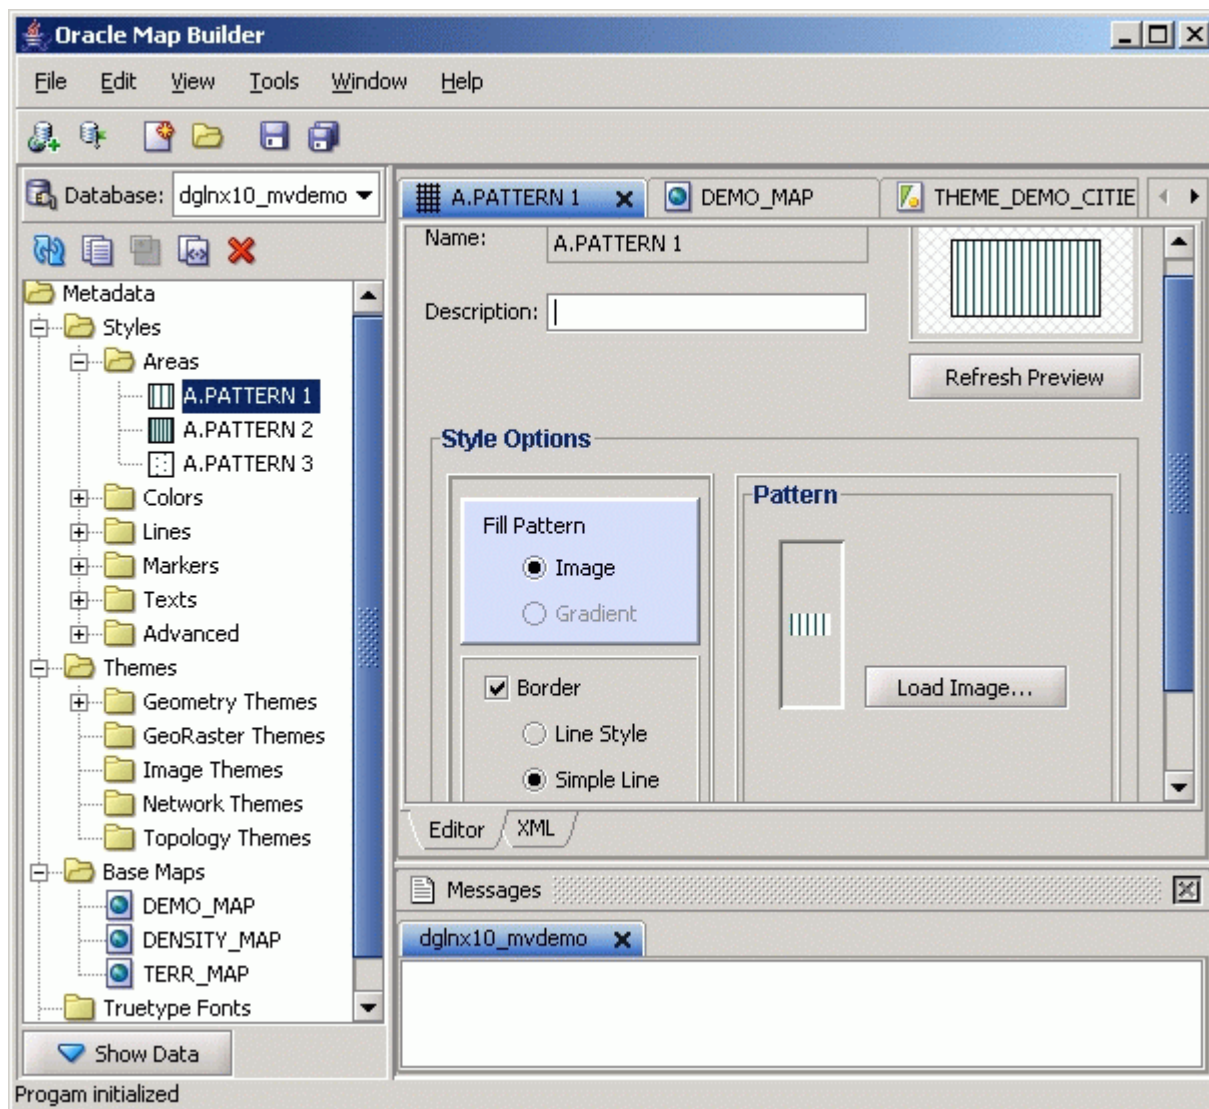 Oracle Map Builder
File Edit View Tools Window Help
Database: dglnx10_mvdemo
Metadata
Styles
Areas
A.PATTERN 1
A.PATTERN 2
A.PATTERN 3
Colors
Lines
Markers
Texts
Advanced
Themes
Geometry Themes
GeoRaster Themes
Image Themes
Network Themes
Topology Themes
Base Maps
DEMO_MAP
DENSITY_MAP
TERR_MAP
Truetype Fonts
Show Data
A.PATTERN 1 DEMO_MAP THEME_DEMO_CITIE
Name: A.PATTERN 1
Description:
Refresh Preview
Style Options
Fill Pattern
Image
Gradient
Border
Line Style
Simple Line
Pattern
Load Image...
Editor XML
Messages
dglnx10_mvdemo
Progam initialized